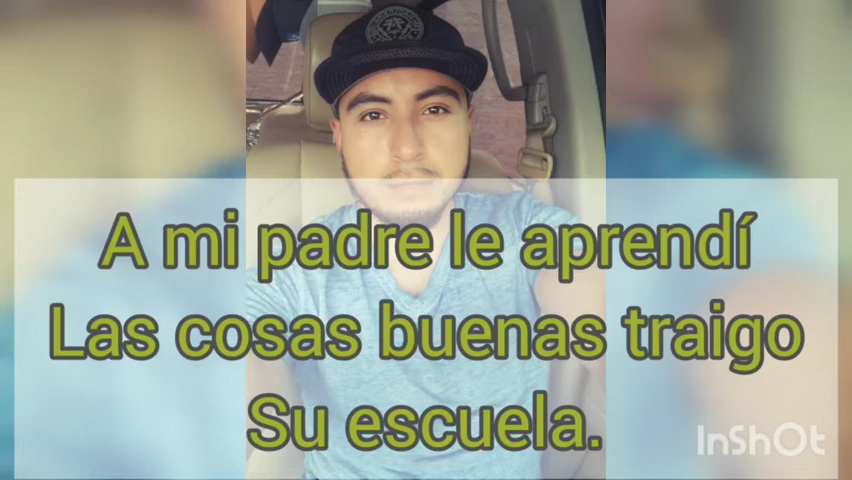 A mi padre le aprendí
Las cosas buenas traigo
Su escuela.
InShOt